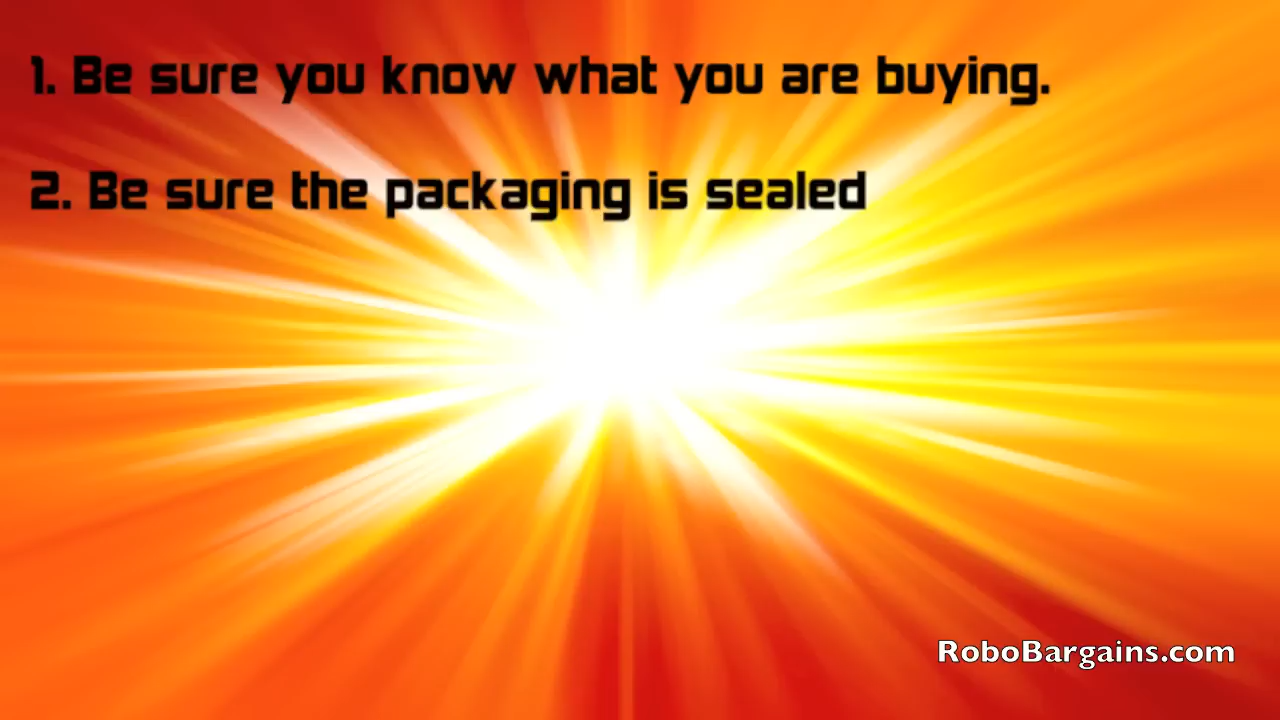 1. Be sure you know what you are buying.
2. Be sure the packaging is sealed
RoboBargains.com